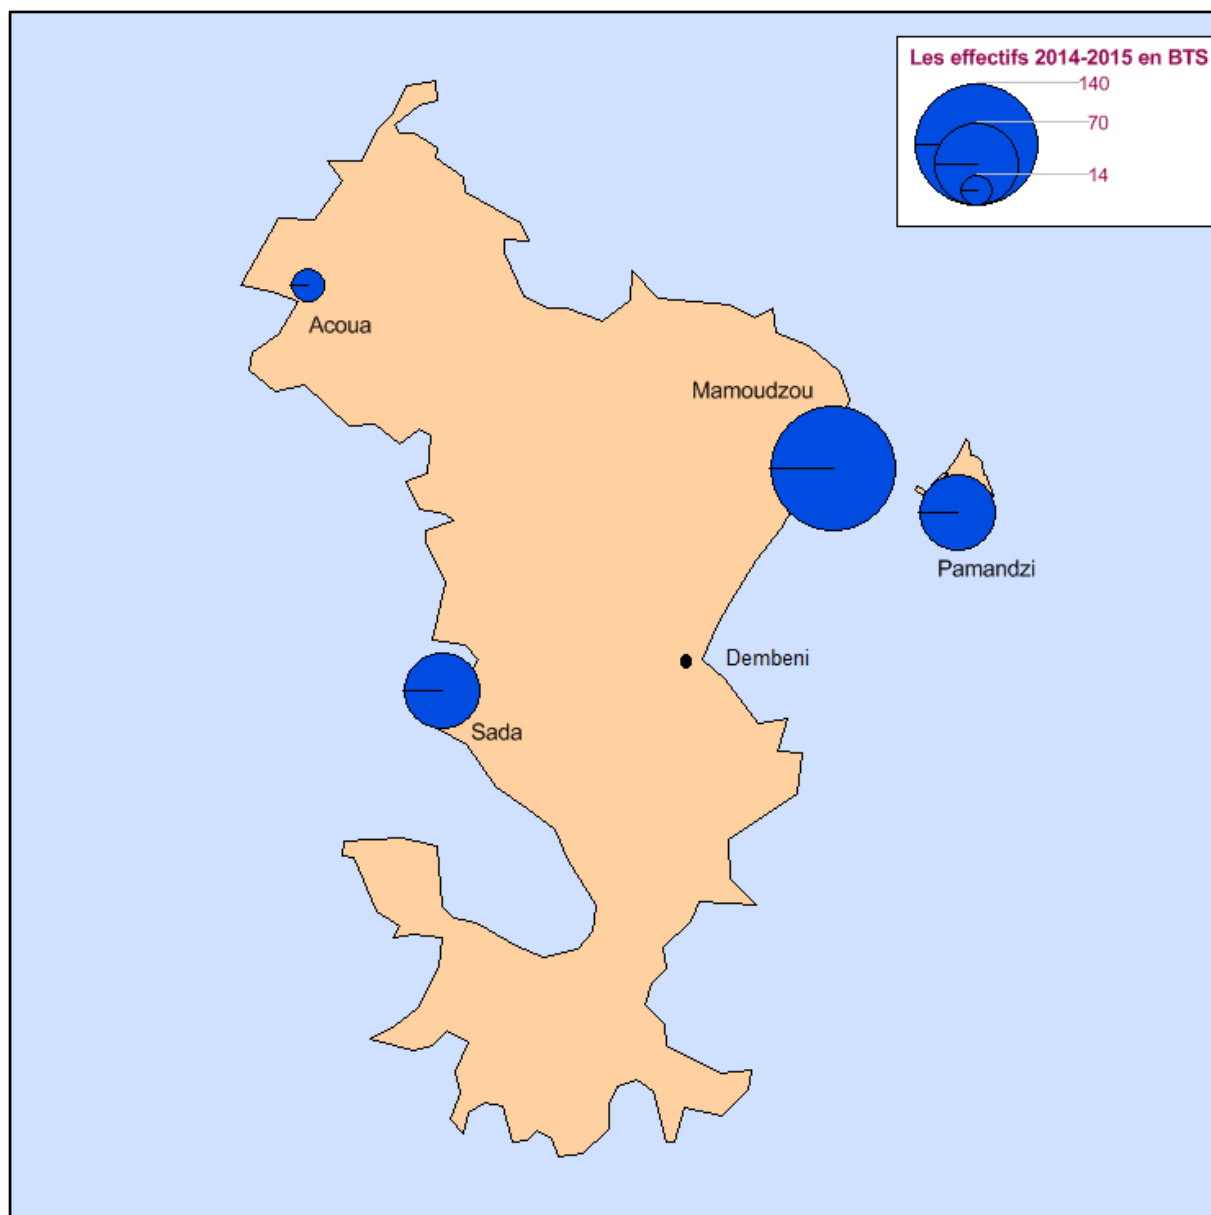 Les effectifs 2014-2015 en BTS
140
70
14
Acoua
Mamoudzou
Pamandzi
Dembeni
Sada